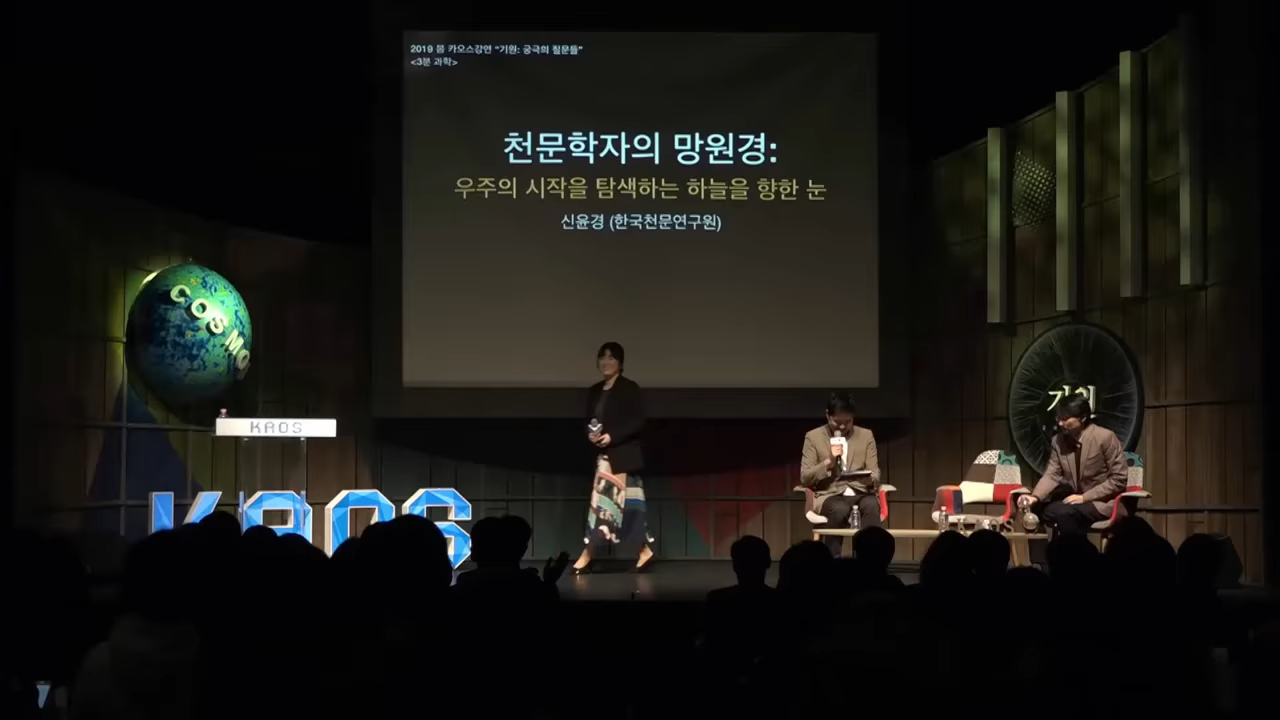 2019 봄 카오스강연 "기원: 궁극의 질문들"
<3분 과학>
천문학자의 망원경:
우주의 시작을 탐색하는 하늘을 향한 눈
신윤경 (한국천문연구원)
COSMO
기원
KAOS
KAOS